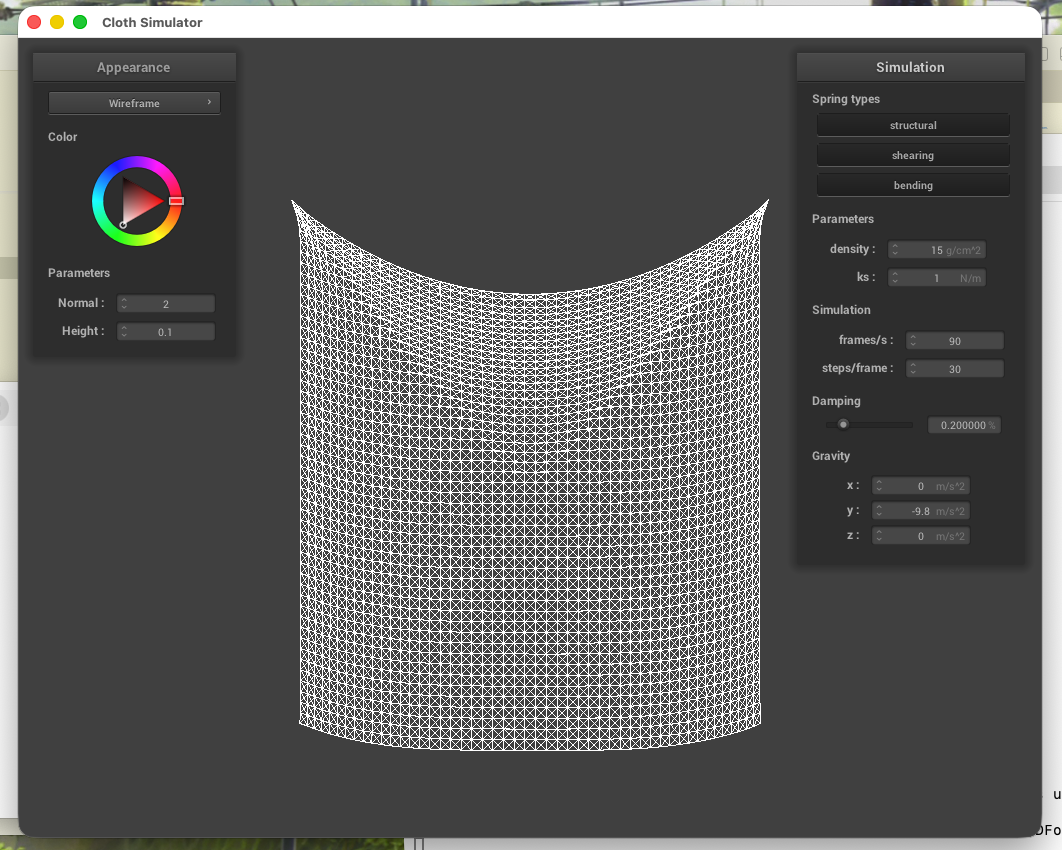 Cloth Simulator
Appearance
Wireframe
Color
Parameters
Normal : 2
Height : 0.1
Simulation
Spring types
structural
shearing
bending
Parameters
density : 15 g/cm^2
ks : 1 N/m
Simulation
frames/s : 90
steps/frame : 30
Damping
0.200000 %
Gravity
x : 0 m/s^2
y : -9.8 m/s^2
z : 0 m/s^2
u
DFo